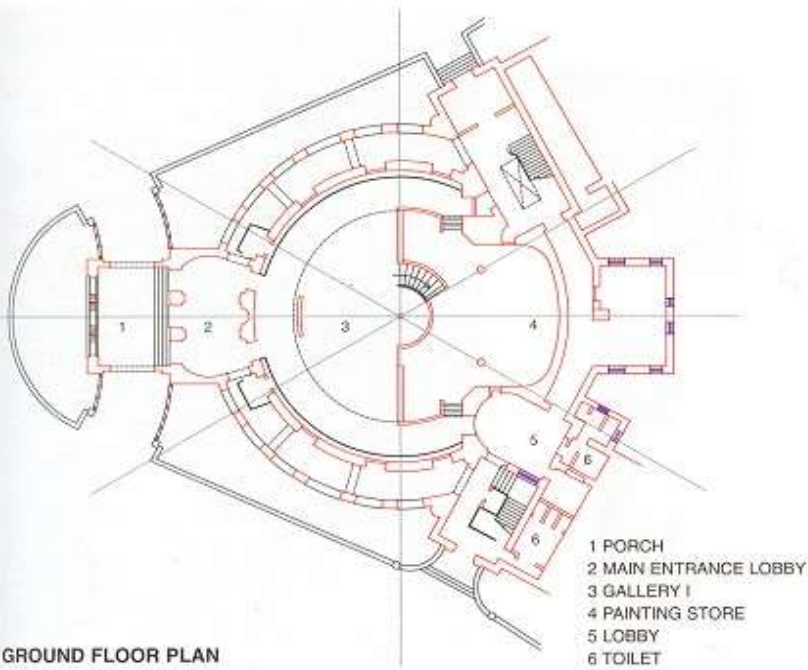 1
2
3
4
5
6
6
1 PORCH
2 MAIN ENTRANCE LOBBY
3 GALLERY I
4 PAINTING STORE
5 LOBBY
6 TOILET
GROUND FLOOR PLAN